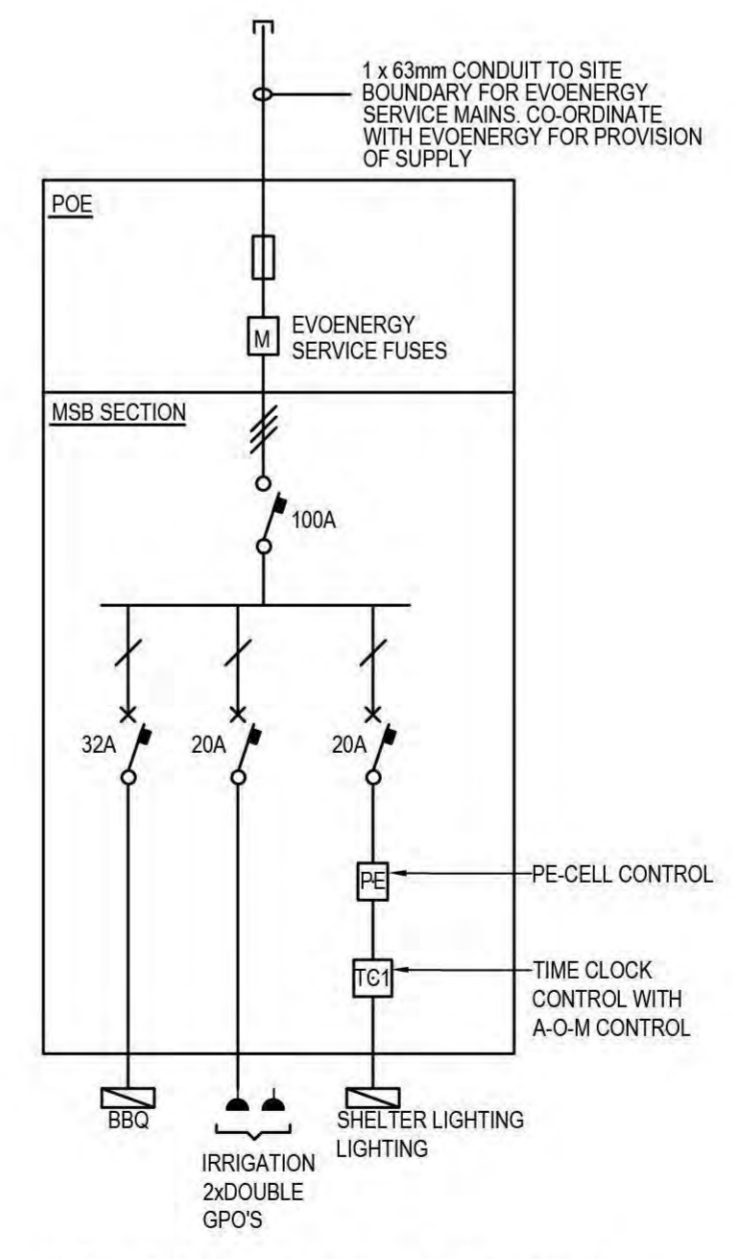 1 x 63mm CONDUIT TO SITE
BOUNDARY FOR EVOENERGY
SERVICE MAINS. CO-ORDINATE
WITH EVOENERGY FOR PROVISION
OF SUPPLY
POE
M
EVOENERGY
SERVICE FUSES
MSB SECTION
100A
32A
20A
20A
PE
PE-CELL CONTROL
TC1
TIME CLOCK
CONTROL WITH
A-O-M CONTROL
BBQ
IRRIGATION
2xDOUBLE
GPO'S
SHELTER LIGHTING
LIGHTING